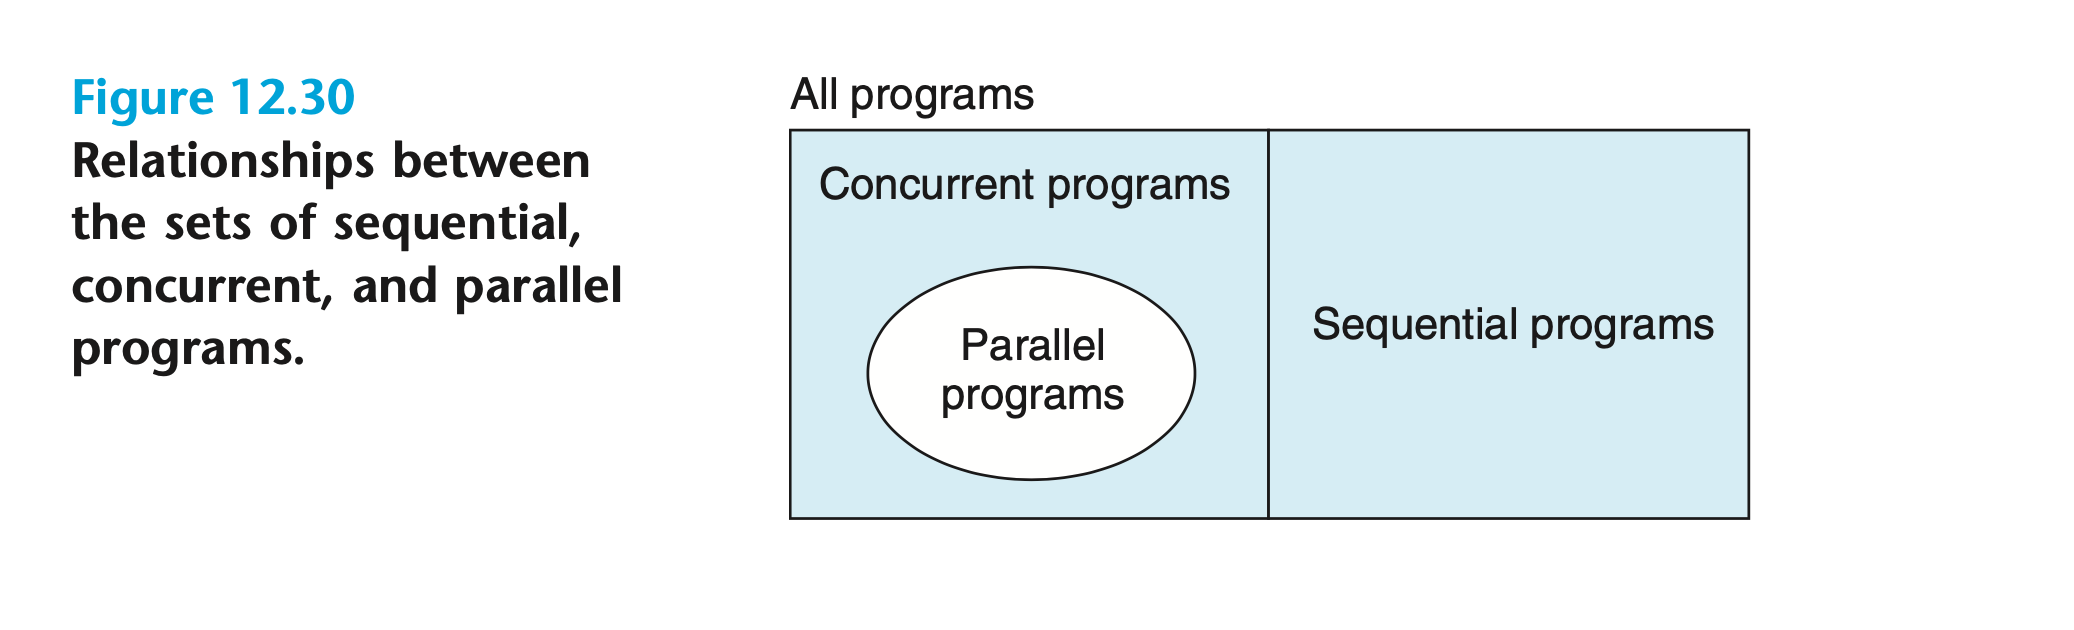 Figure 12.30
Relationships between
the sets of sequential,
concurrent, and parallel
programs.
All programs
Concurrent programs
Parallel
programs
Sequential programs